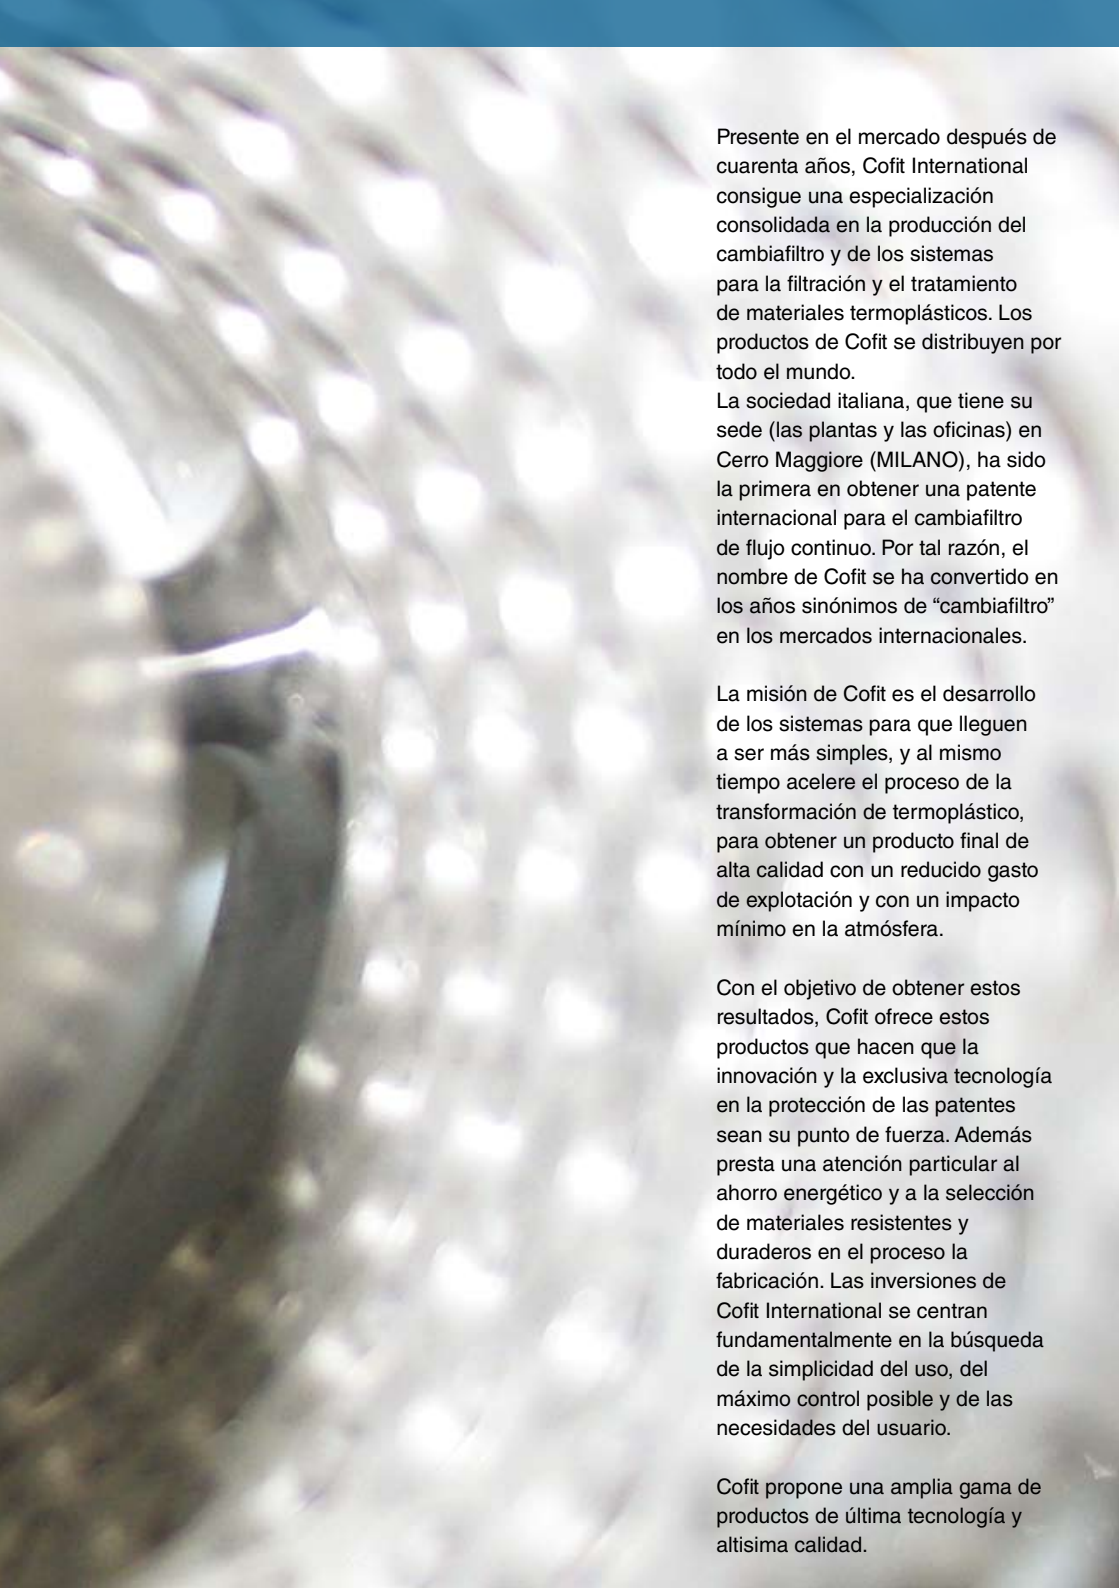 Presente en el mercado después de
cuarenta años, Cofit International
consigue una especialización
consolidada en la producción del
cambiafiltro y de los sistemas
para la filtración y el tratamiento
de materiales termoplásticos. Los
productos de Cofit se distribuyen por
todo el mundo.
La sociedad italiana, que tiene su
sede (las plantas y las oficinas) en
Cerro Maggiore (MILANO), ha sido
la primera en obtener una patente
internacional para el cambiafiltro
de flujo continuo. Por tal razón, el
nombre de Cofit se ha convertido en
los años sinónimos de “cambiafiltro”
en los mercados internacionales.

La misión de Cofit es el desarrollo
de los sistemas para que lleguen
a ser más simples, y al mismo
tiempo acelere el proceso de la
transformación de termoplástico,
para obtener un producto final de
alta calidad con un reducido gasto
de explotación y con un impacto
mínimo en la atmósfera.

Con el objetivo de obtener estos
resultados, Cofit ofrece estos
productos que hacen que la
innovación y la exclusiva tecnología
en la protección de las patentes
sean su punto de fuerza. Además
presta una atención particular al
ahorro energético y a la selección
de materiales resistentes y
duraderos en el proceso la
fabricación. Las inversiones de
Cofit International se centran
fundamentalmente en la búsqueda
de la simplicidad del uso, del
máximo control posible y de las
necesidades del usuario.

Cofit propone una amplia gama de
productos de última tecnología y
altisima calidad.